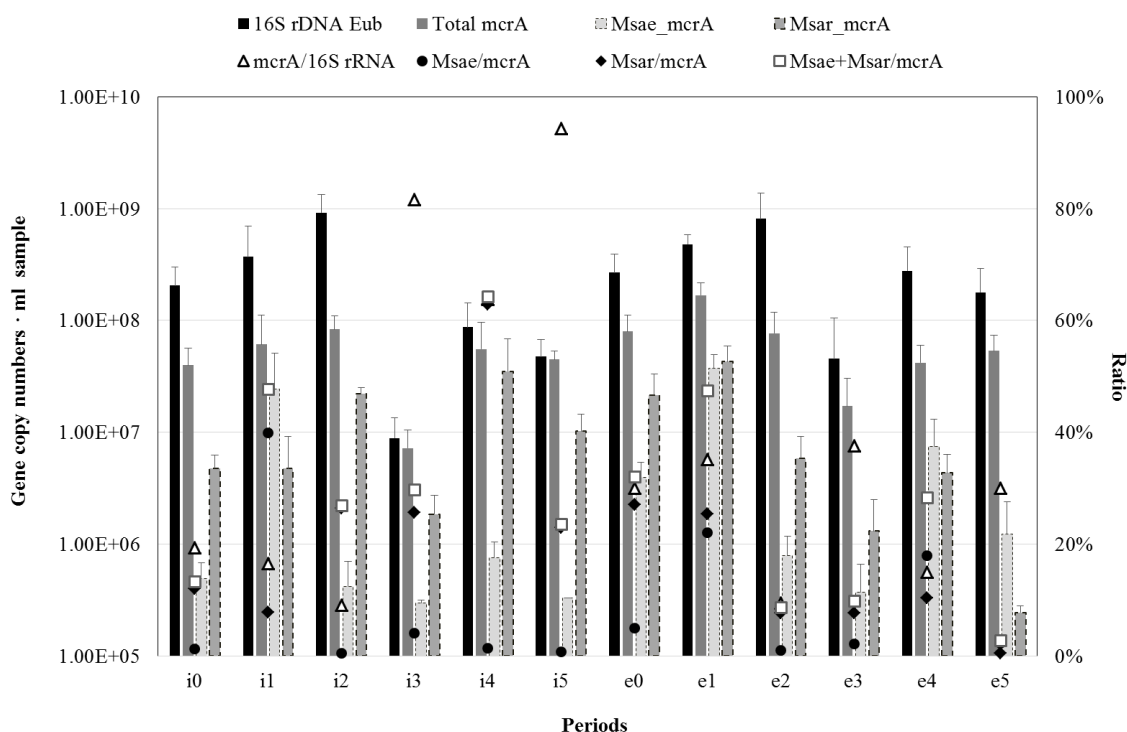 16S rDNA Eub Total mcrA Msae_mcrA Msar_mcrA
mcrA/16S rRNA Msae/mcrA Msar/mcrA Msae+Msar/mcrA
1.00E+10 100%
1.00E+09 80%
1.00E+08 60%
1.00E+07 40%
1.00E+06 20%
1.00E+05 0%
Gene copy numbers · ml sample
Ratio
i0 i1 i2 i3 i4 i5 e0 e1 e2 e3 e4 e5
Periods